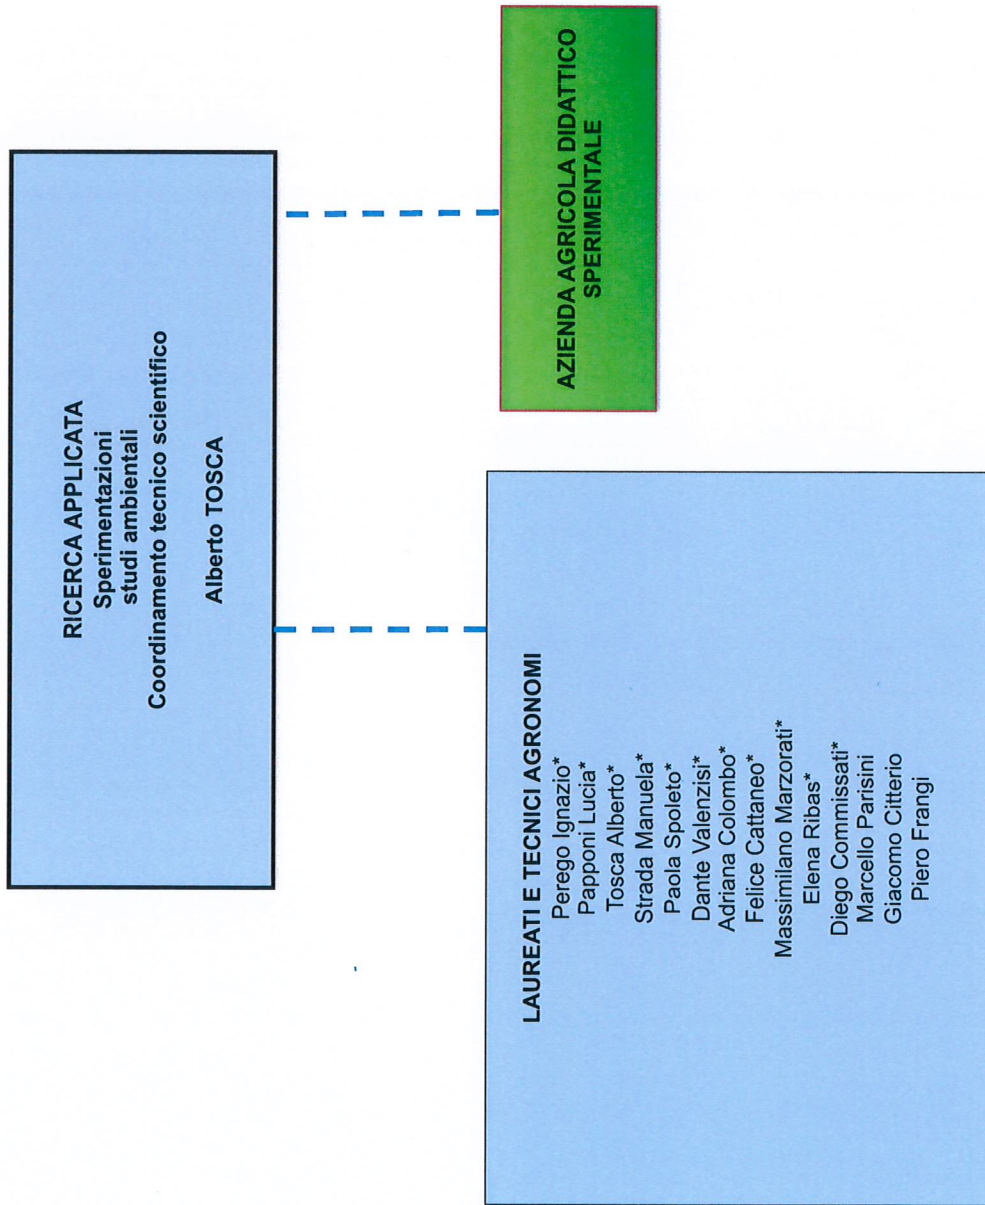 RICERCA APPLICATA
Sperimentazioni
studi ambientali
Coordinamento tecnico scientifico
Alberto TOSCA
LAUREATI E TECNICI AGRONOMI
Perego Ignazio*
Papponi Lucia*
Tosca Alberto*
Strada Manuela*
Paola Spoleto*
Dante Valenzisi*
Adriana Colombo*
Felice Cattaneo*
Massimilano Marzorati*
Elena Ribas*
Diego Commissati*
Marcello Parisini
Giacomo Citterio
Piero Frangi
AZIENDA AGRICOLA DIDATTICO
SPERIMENTALE